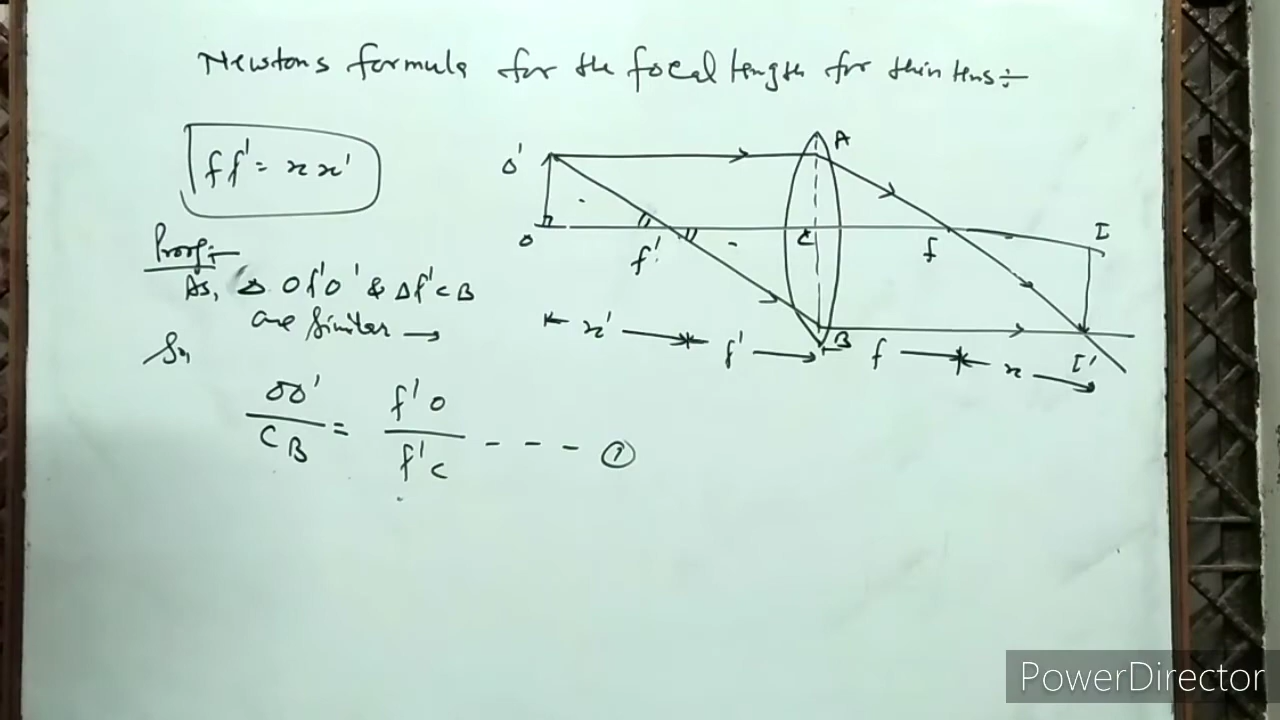 Newtons formula for the focal length for thin lens:-
ff' = xx'
Proof:-
As, Δ Of'O' & Δf'CB
are similar →
So,
OO' / CB = f'O / f'C - - - ①
O'
A
O
f'
C
f
I
B
I'
x'
f'
f
x
PowerDirector